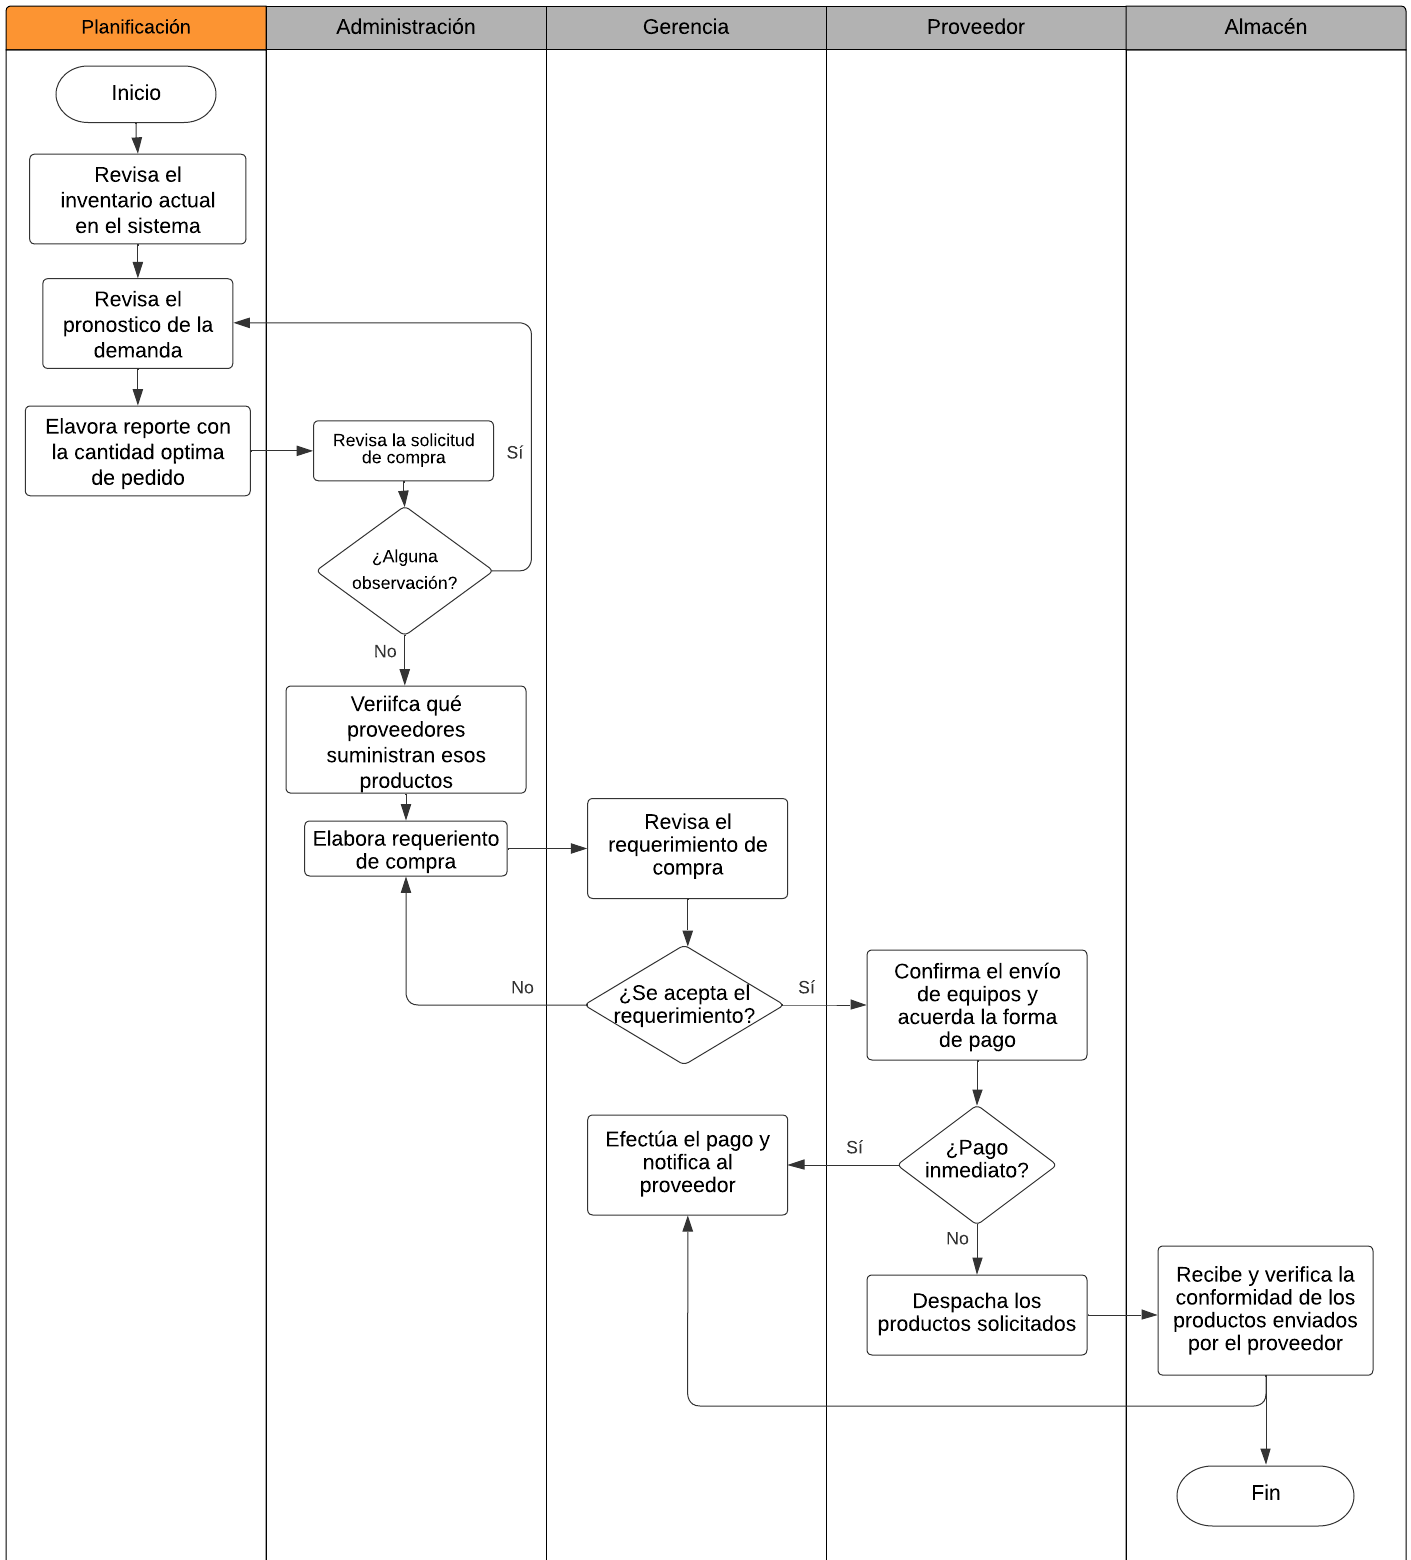 Planificación
Administración
Gerencia
Proveedor
Almacén
Inicio
Revisa el
inventario actual
en el sistema
Revisa el
pronostico de la
demanda
Elavora reporte con
la cantidad optima
de pedido
Revisa la solicitud
de compra
Sí
¿Alguna
observación?
No
Veriifca qué
proveedores
suministran esos
productos
Elabora requeriento
de compra
Revisa el
requerimiento de
compra
No
¿Se acepta el
requerimiento?
Sí
Confirma el envío
de equipos y
acuerda la forma
de pago
Efectúa el pago y
notifica al
proveedor
Sí
¿Pago
inmediato?
No
Despacha los
productos solicitados
Recibe y verifica la
conformidad de los
productos enviados
por el proveedor
Fin